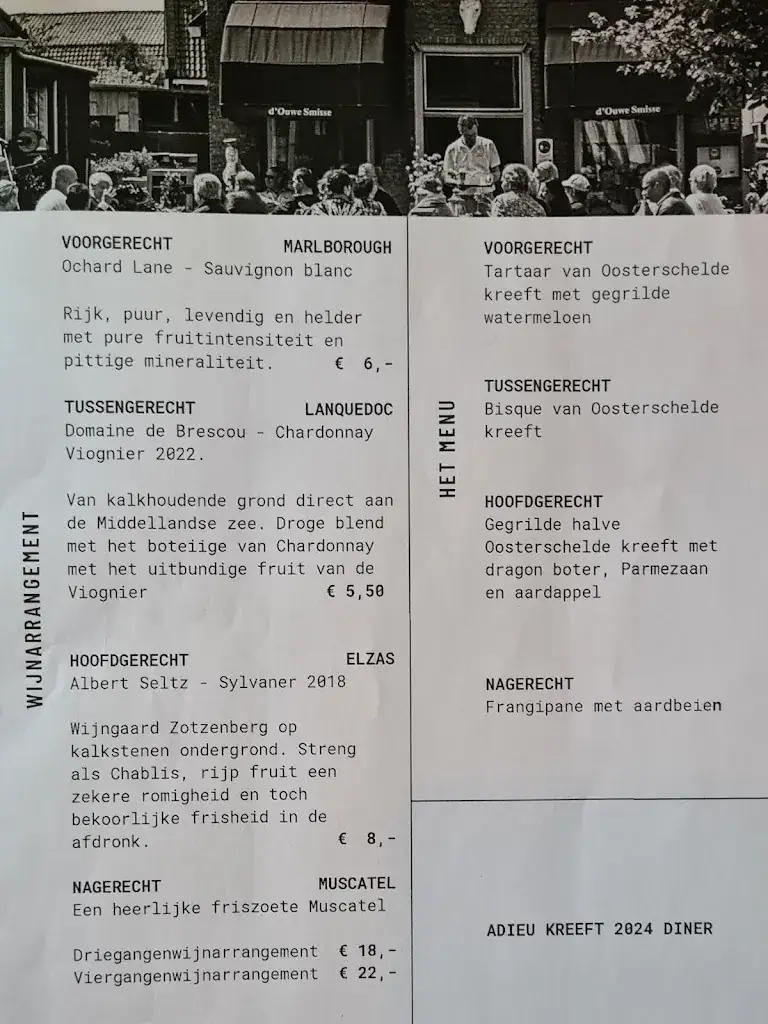 d'Ouwe Smisse
d'Ouwe Smisse
WIJNARRANGEMENT
VOORGERECHT MARLBOROUGH
Ochard Lane - Sauvignon blanc
Rijk, puur, levendig en helder
met pure fruitintensiteit en
pittige mineraliteit. € 6,-
TUSSENGERECHT LANQUEDOC
Domaine de Brescou - Chardonnay
Viognier 2022.
Van kalkhoudende grond direct aan
de Middellandse zee. Droge blend
met het boteiige van Chardonnay
met het uitbundige fruit van de
Viognier € 5,50
HOOFDGERECHT ELZAS
Albert Seltz - Sylvaner 2018
Wijngaard Zotzenberg op
kalkstenen ondergrond. Streng
als Chablis, rijp fruit een
zekere romigheid en toch
bekoorlijke frisheid in de
afdronk. € 8,-
NAGERECHT MUSCATEL
Een heerlijke friszoete Muscatel
Driegangenwijnarrangement € 18,-
Viergangenwijnarrangement € 22,-
HET MENU
VOORGERECHT
Tartaar van Oosterschelde
kreeft met gegrilde
watermeloen
TUSSENGERECHT
Bisque van Oosterschelde
kreeft
HOOFDGERECHT
Gegrilde halve
Oosterschelde kreeft met
dragon boter, Parmezaan
en aardappel
NAGERECHT
Frangipane met aardbeien
ADIEU KREEFT 2024 DINER